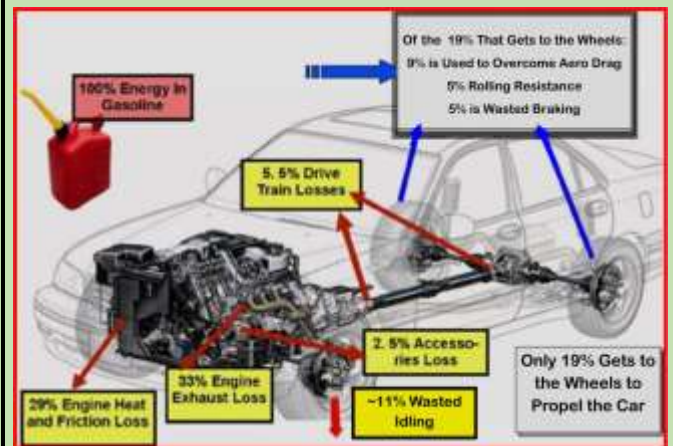 Of the 19% That Gets to the Wheels:
9% is Used to Overcome Aero Drag
5% Rolling Resistance
5% is Wasted Braking
100% Energy In
Gasoline
5. 5% Drive
Train Losses
2. 5% Accesso-
ries Loss
33% Engine
Exhaust Loss
29% Engine Heat
and Friction Loss
~11% Wasted
Idling
Only 19% Gets to
the Wheels to
Propel the Car